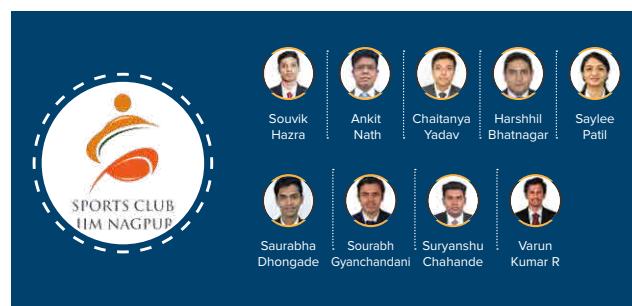 SPORTS CLUB
IIM NAGPUR
Souvik
Hazra
Ankit
Nath
Chaitanya
Yadav
Harshhil
Bhatnagar
Saylee
Patil
Saurabha
Dhongade
Sourabh
Gyanchandani
Suryanshu
Chahande
Varun
Kumar R